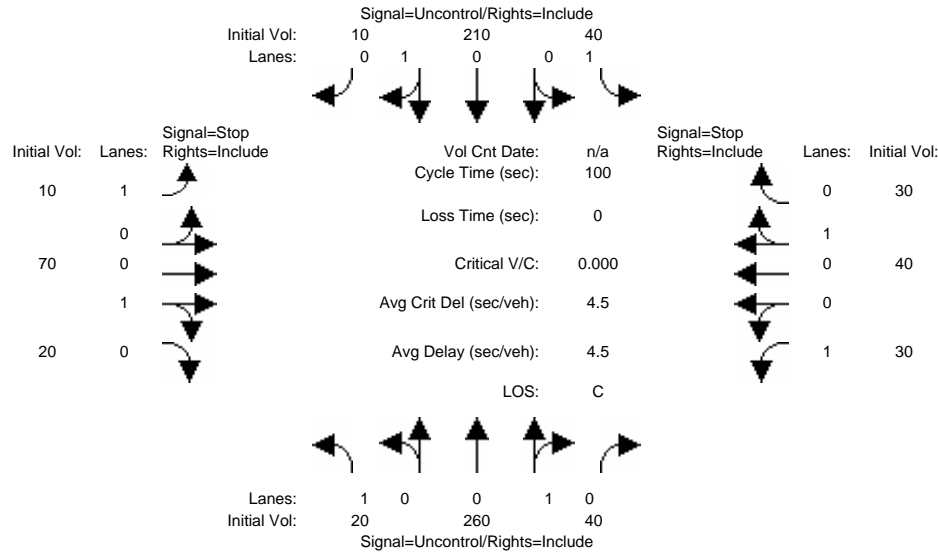 Signal=Uncontrol/Rights=Include
Initial Vol: 10 210 40
Lanes: 0 1 0 0 1
Signal=Stop Signal=Stop
Initial Vol: Lanes: Rights=Include Vol Cnt Date: n/a Rights=Include Lanes: Initial Vol:
Cycle Time (sec): 100
10 1 0 30
Loss Time (sec): 0
0 1
70 0 Critical V/C: 0.000 0 40
1 Avg Crit Del (sec/veh): 4.5 0
20 0 Avg Delay (sec/veh): 4.5 1 30
LOS: C
Lanes: 1 0 0 1 0
Initial Vol: 20 260 40
Signal=Uncontrol/Rights=Include